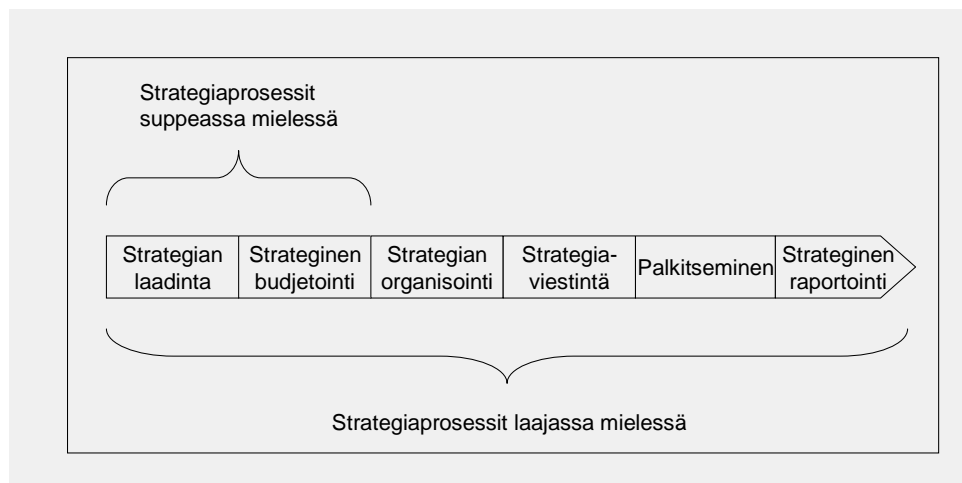 Strategiaprosessit
suppeassa mielessä
Strategian
laadinta
Strateginen
budjetointi
Strategian
organisointi
Strategia-
viestintä
Palkitseminen
Strateginen
raportointi
Strategiaprosessit laajassa mielessä